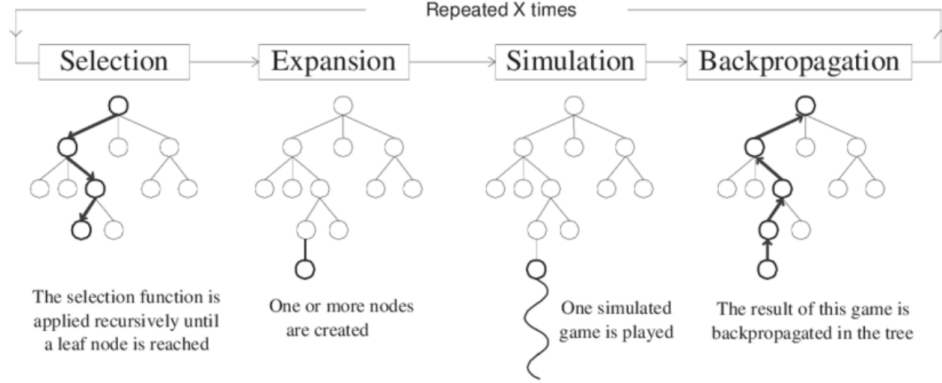 Repeated X times
Selection
Expansion
Simulation
Backpropagation
The selection function is
applied recursively until
a leaf node is reached
One or more nodes
are created
One simulated
game is played
The result of this game is
backpropagated in the tree